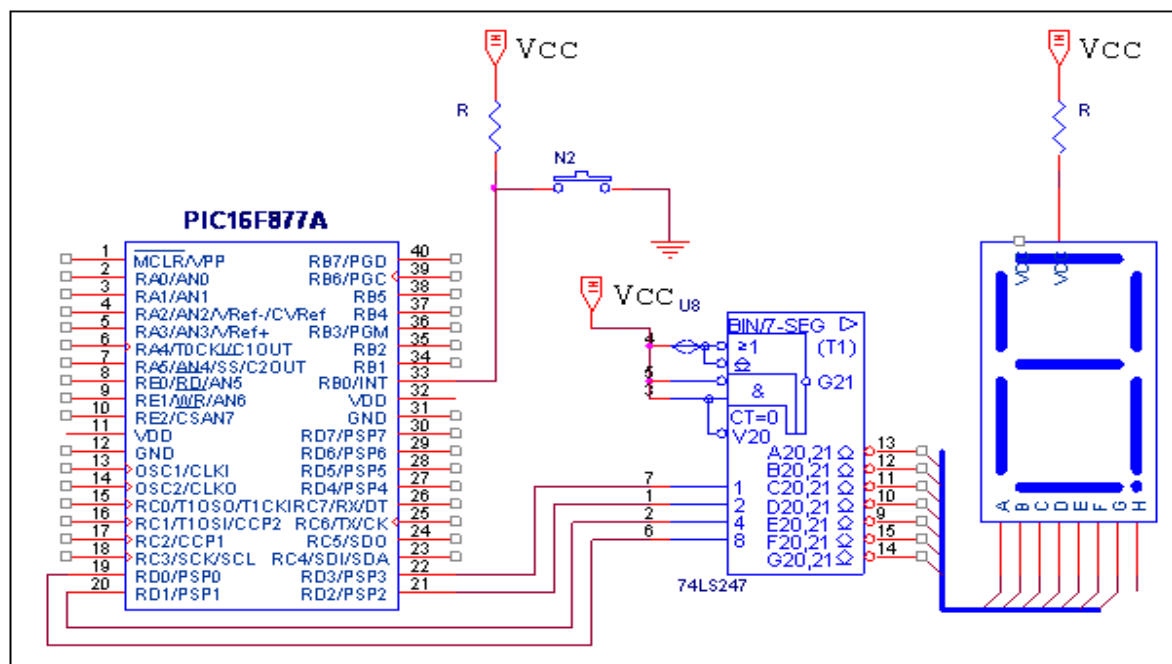 VCC
VCC
R
R
N2
PIC16F877A
1 MCLR/VPP RB7/PGD 40
2 RA0/AN0 RB6/PGC 39
3 RA1/AN1 RB5 38
4 RA2/AN2/VRef-/CVRef RB4 37
5 RA3/AN3/VRef+ RB3/PGM 36
6 RA4/T0CKI/C1OUT RB2 35
7 RA5/AN4/SS/C2OUT RB1 34
8 RE0/RD/AN5 RB0/INT 33
9 RE1/WR/AN6 VDD 32
10 RE2/CSAN7 GND 31
11 VDD RD7/PSP7 30
12 GND RD6/PSP6 29
13 OSC1/CLKI RD5/PSP5 28
14 OSC2/CLKO RD4/PSP4 27
15 RC0/T1OSO/T1CKI RC7/RX/DT 26
16 RC1/T1OSI/CCP2 RC6/TX/CK 25
17 RC2/CCP1 RC5/SDO 24
18 RC3/SCK/SCL RC4/SDI/SDA 23
19 RD0/PSP0 RD3/PSP3 22
20 RD1/PSP1 RD2/PSP2 21
VCC
U8
BIN/7-SEG
(T1)
4 ≥1
G21
5
3 &
CT=0
V20
A20,21 13
B20,21 12
C20,21 11
7 1 D20,21 10
1 2 E20,21 9
2 4 F20,21 15
6 8 G20,21 14
74LS247
VCC VCC
A B C D E F G H